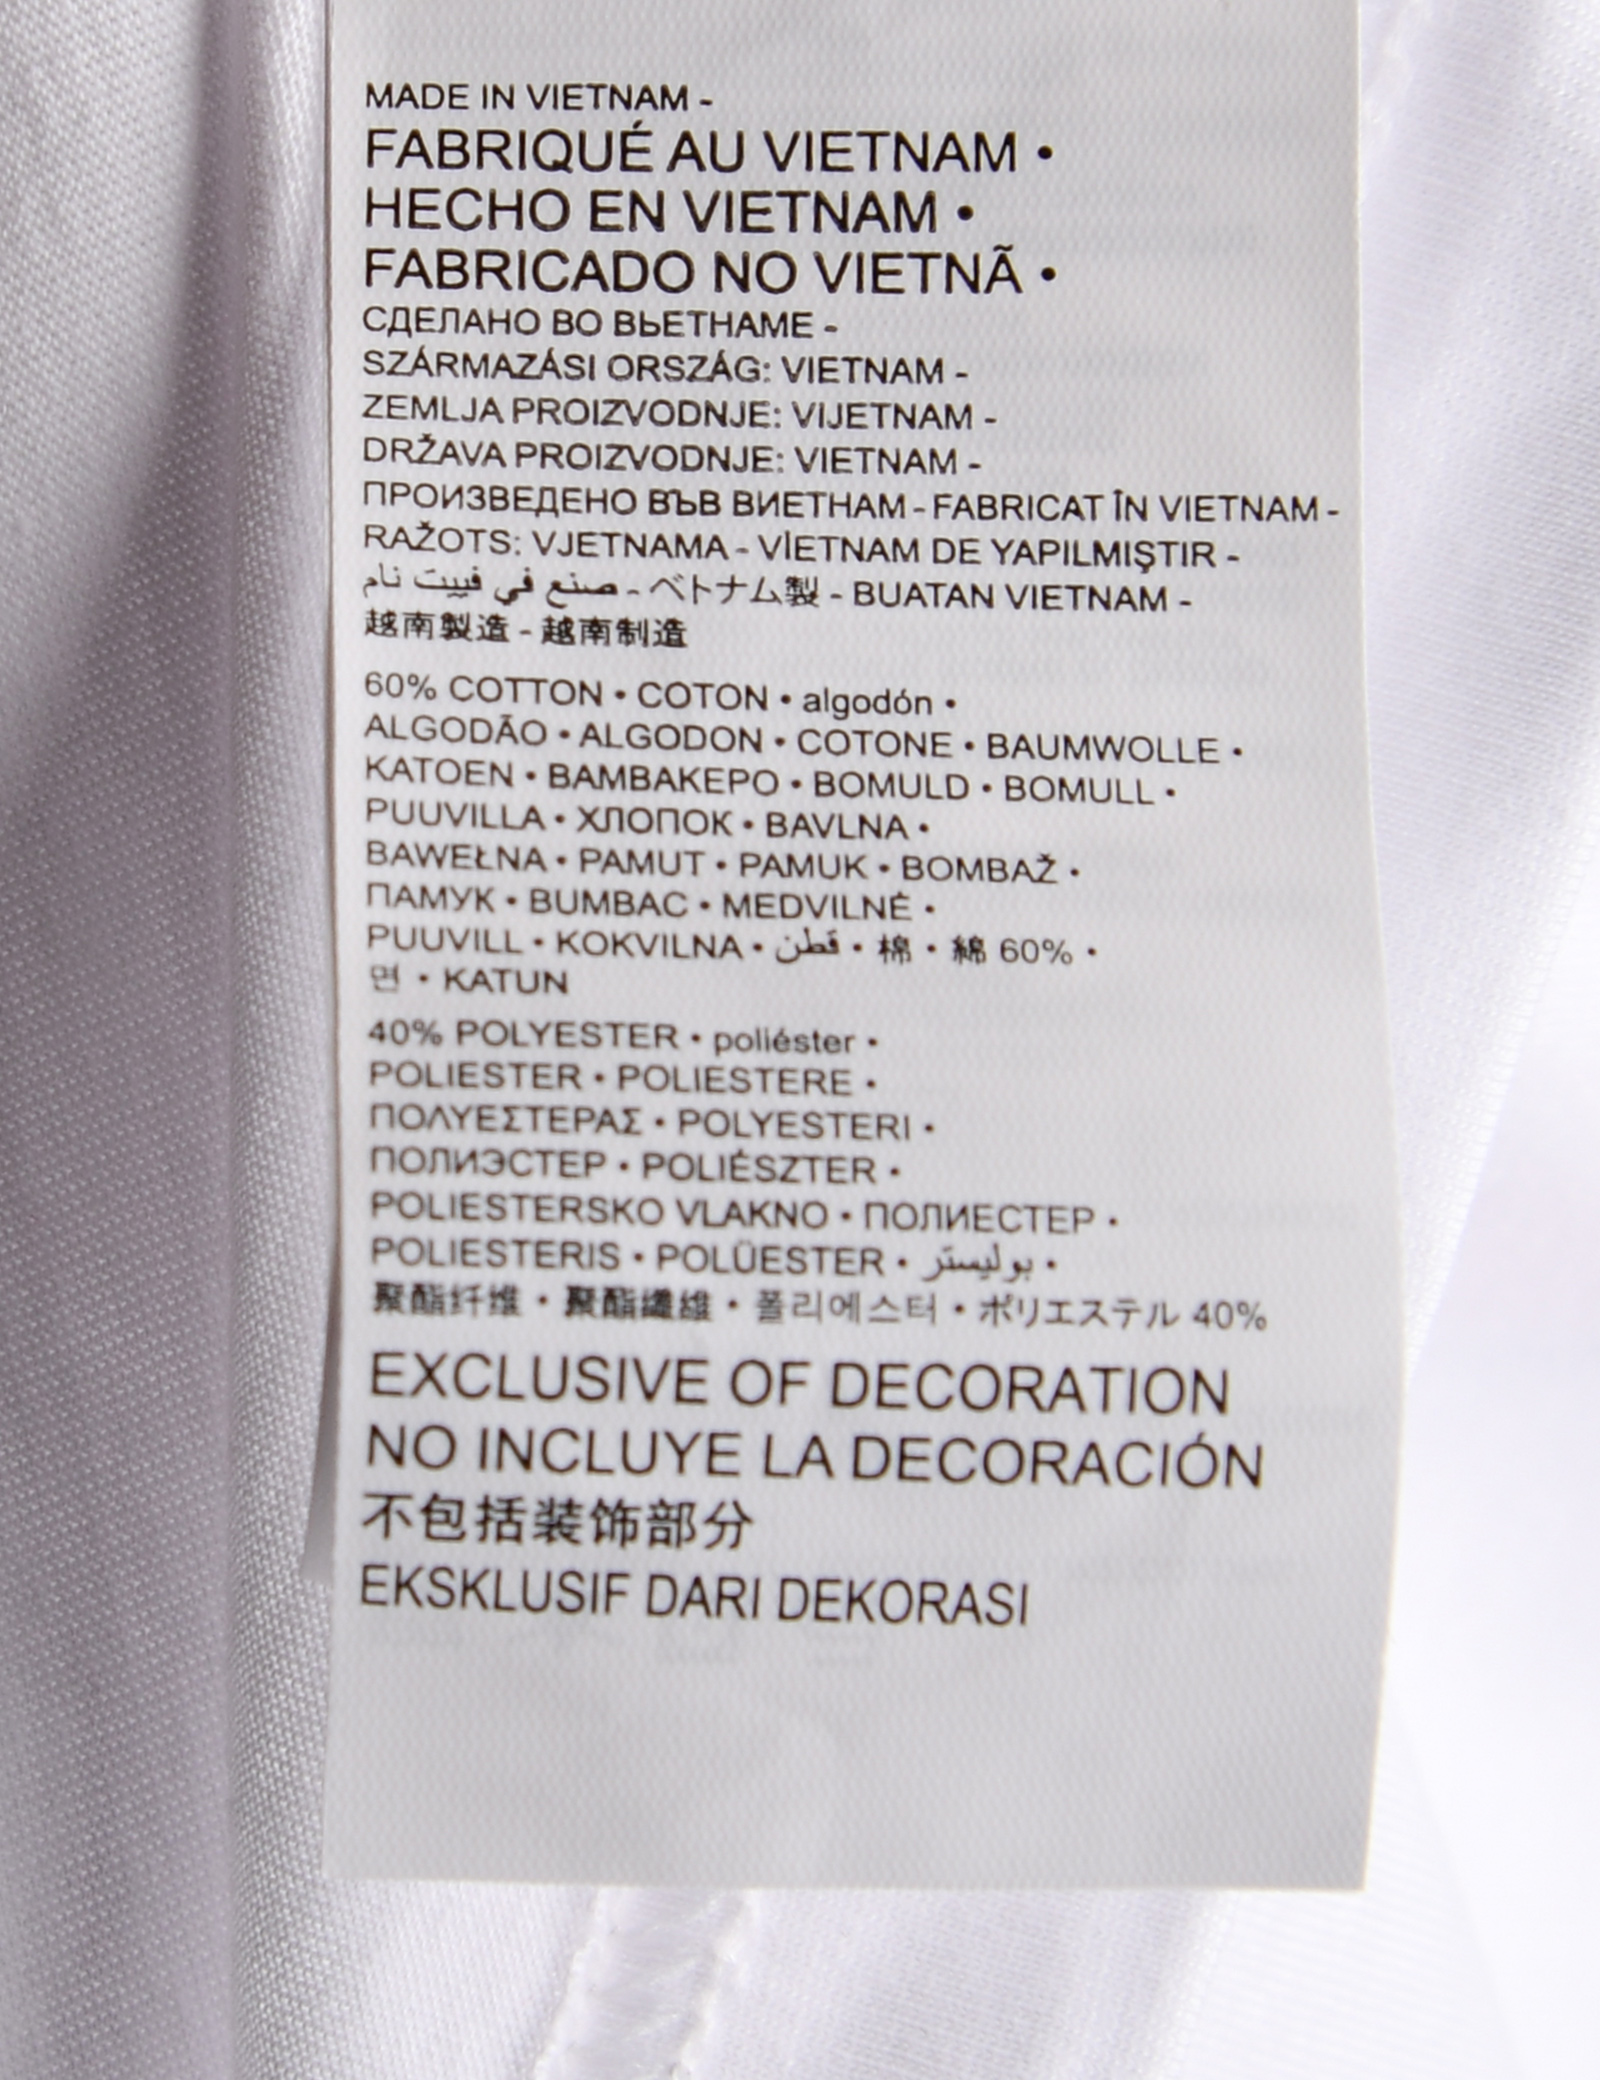 MADE IN VIETNAM -
FABRIQUÉ AU VIETNAM •
HECHO EN VIETNAM •
FABRICADO NO VIETNÃ •
СДЕЛАНО ВО ВЬЕТНАМЕ -
SZÁRMAZÁSI ORSZÁG: VIETNAM -
ZEMLJA PROIZVODNJE: VIJETNAM -
DRŽAVA PROIZVODNJE: VIETNAM -
ПРОИЗВЕДЕНО ВЪВ ВИЕТНАМ - FABRICAT ÎN VIETNAM -
RAŽOTS: VJETNAMA - VİETNAM DE YAPILMIŞTIR -
صنع في فييت نام - ベトナム製 - BUATAN VIETNAM -
越南製造 - 越南制造
60% COTTON • COTON • algodón •
ALGODÃO • ALGODON • COTONE • BAUMWOLLE •
KATOEN • ΒΑΜΒΑΚΕΡΟ • BOMULD • BOMULL •
PUUVILLA • ХЛОПОК • BAVLNA •
BAWEŁNA • PAMUT • PAMUK • BOMBAŽ •
ПАМУК • BUMBAC • MEDVILNĖ •
PUUVILL • KOKVILNA • قطن • 棉 • 綿 60% •
면 • KATUN
40% POLYESTER • poliéster •
POLIESTER • POLIESTERE •
ΠΟΛΥΕΣΤΕΡΑΣ • POLYESTERI •
ПОЛИЭСТЕР • POLIÉSZTER •
POLIESTERSKO VLAKNO • ПОЛИЕСТЕР •
POLIESTERIS • POLÜESTER • بوليستر •
聚酯纤维 • 聚酯纖維 • 폴리에스터 • ポリエステル 40%
EXCLUSIVE OF DECORATION
NO INCLUYE LA DECORACIÓN
不包括装饰部分
EKSKLUSIF DARI DEKORASI